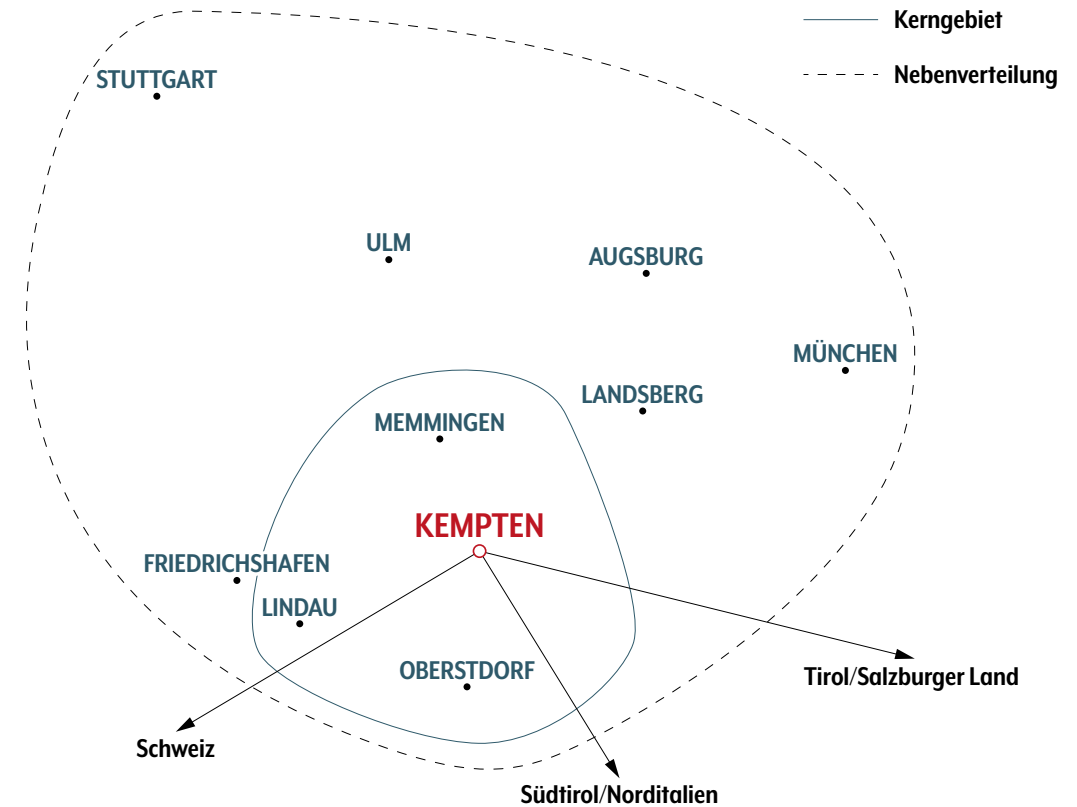 Kerngebiet
Nebenverteilung
STUTTGART
ULM
AUGSBURG
MÜNCHEN
LANDSBERG
MEMMINGEN
KEMPTEN
FRIEDRICHSHAFEN
LINDAU
OBERSTDORF
Tirol/Salzburger Land
Schweiz
Südtirol/Norditalien